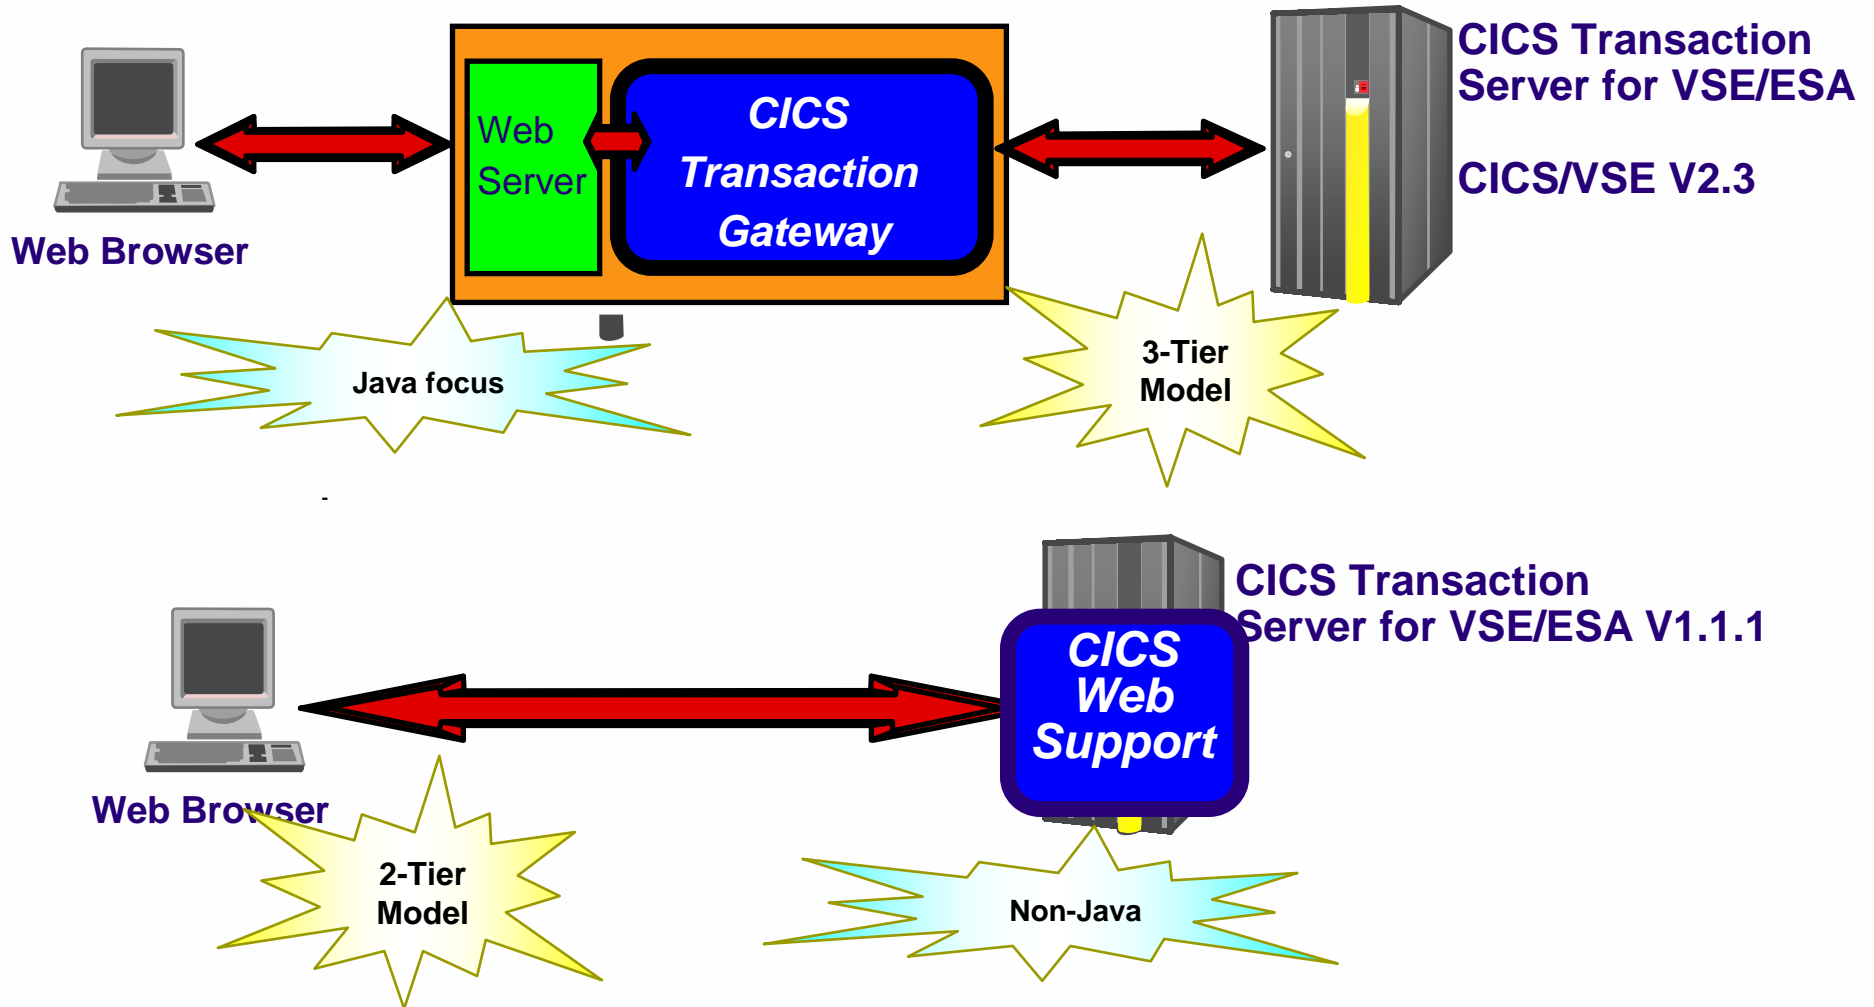 CICS Transaction
Server for VSE/ESA
CICS/VSE V2.3
Web
Server
CICS
Transaction
Gateway
Web Browser
Java focus
3-Tier
Model
-
CICS Transaction
Server for VSE/ESA V1.1.1
CICS
Web
Support
Web Browser
2-Tier
Model
Non-Java